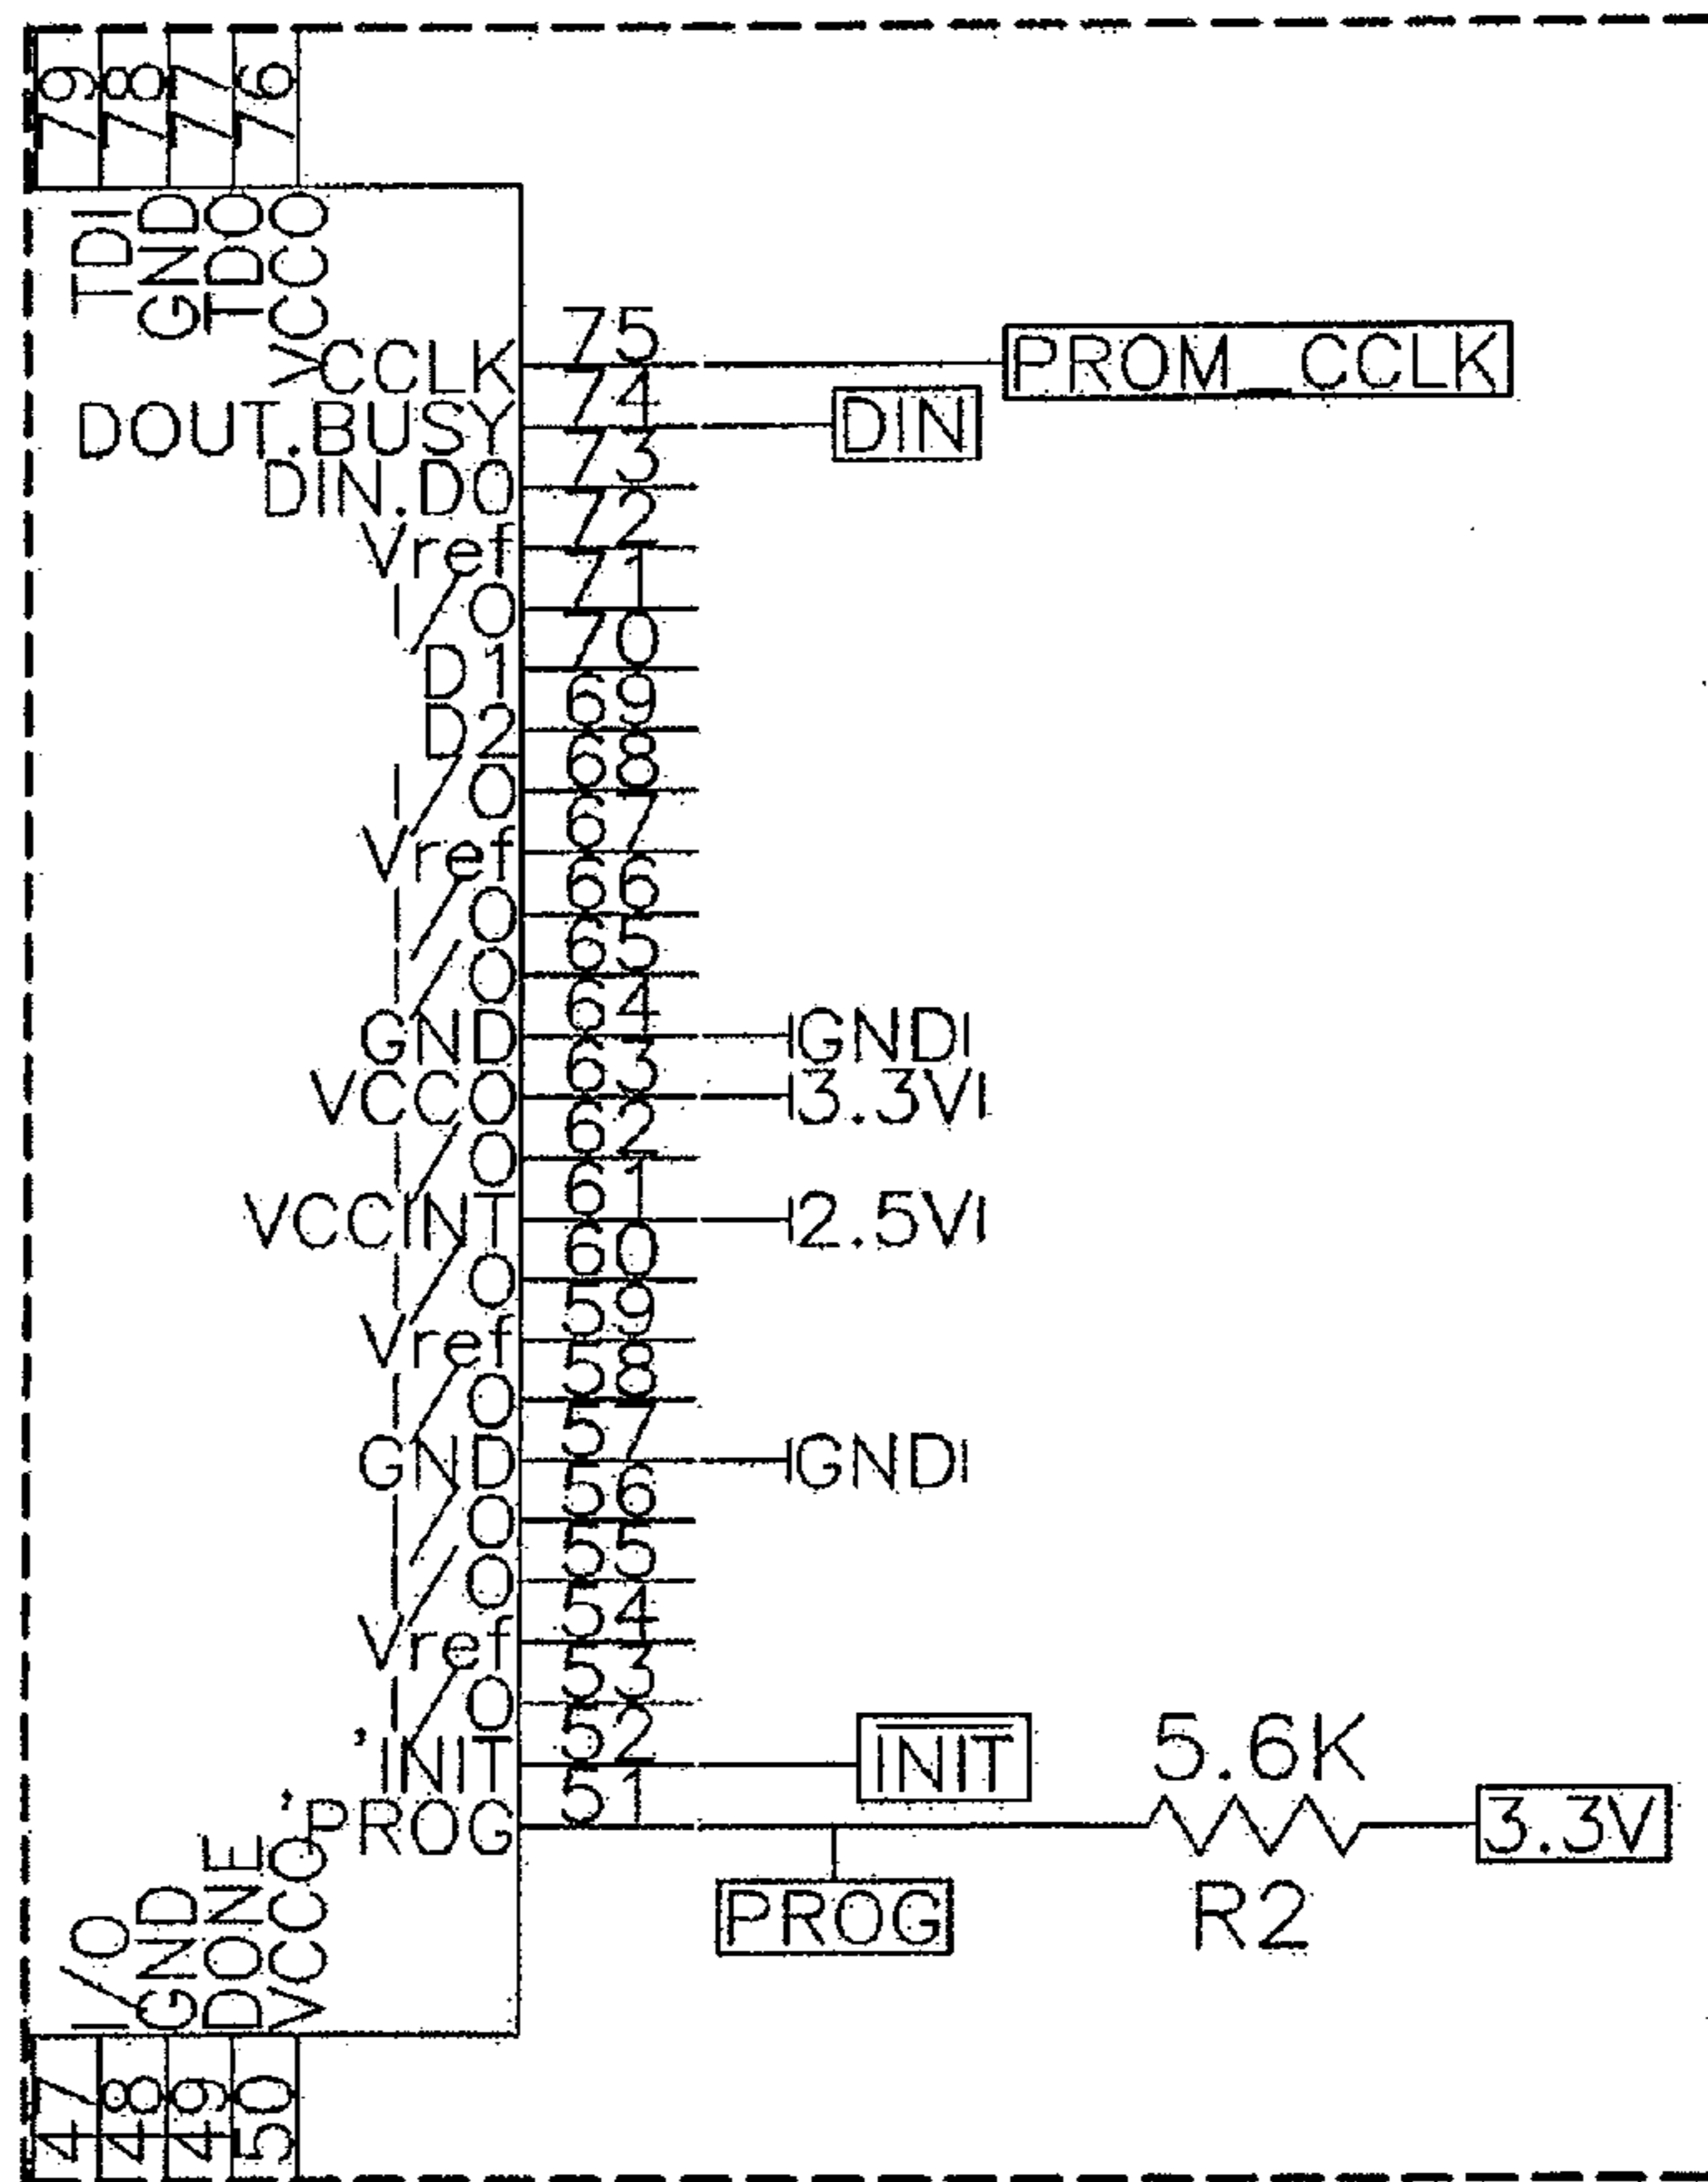 79 78 77 76
TDI GND TDO VCCO
CCLK 75 PROM_CCLK
DOUT.BUSY 74 DIN
DIN.D0 73
Vref 72
I/O 71
D1 70
D2 69
I/O 68
Vref 67
I/O 66
I/O 65
GND 64 GND
VCCO 63 3.3V
I/O 62
VCCINT 61 2.5V
I/O 60
Vref 59
I/O 58
GND 57 GND
I/O 56
I/O 55
Vref 54
I/O 53
'INIT 52 INIT
'PROG 51
5.6K
3.3V
PROG
R2
I/O GND DONE VCCO
47 48 49 50